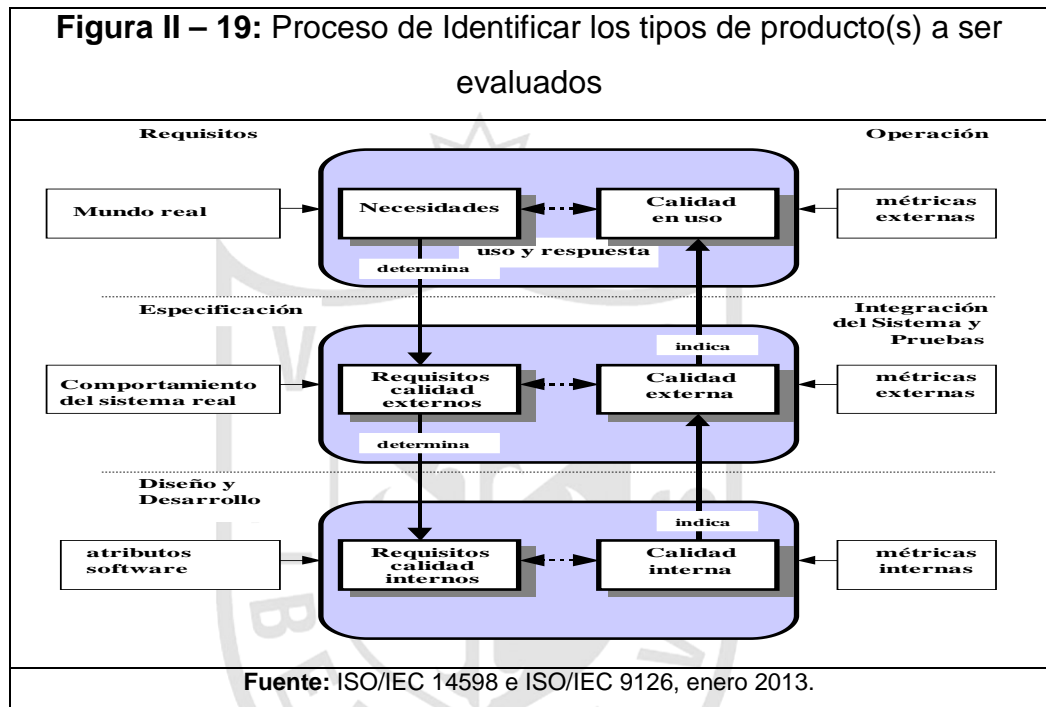 Figura II – 19: Proceso de Identificar los tipos de producto(s) a ser
evaluados
Requisitos
Operación
Mundo real
Necesidades
Calidad
en uso
métricas
externas
uso y respuesta
determina
Especificación
Integración
del Sistema y
Pruebas
indica
Comportamiento
del sistema real
Requisitos
calidad
externos
Calidad
externa
métricas
externas
determina
Diseño y
Desarrollo
indica
atributos
software
Requisitos
calidad
internos
Calidad
interna
métricas
internas
Fuente: ISO/IEC 14598 e ISO/IEC 9126, enero 2013.